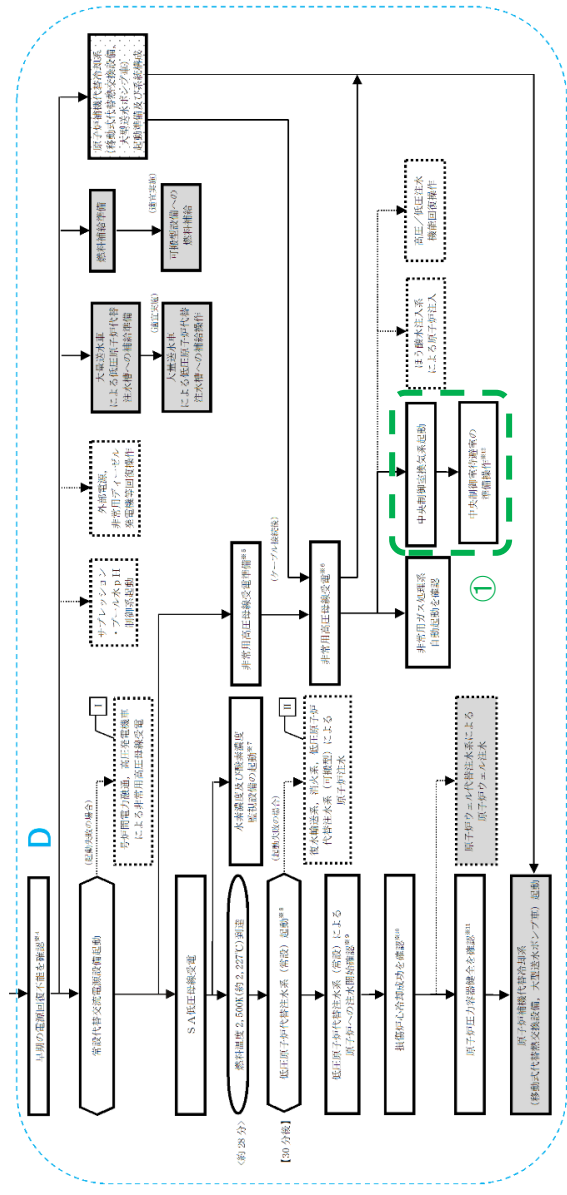 D
早期の電源回復不能を確認※4
常設代替交流電源設備起動
(起動失敗の場合)
Ⅰ
号炉間電力融通，高圧発電機車
による非常用高圧母線受電
サプレッション
・プール水pH
制御系起動
外部電源，
非常用ディーゼル
発電機等回復操作
大量送水車
による低圧原子炉代替
注水槽への補給準備
(適宜実施)
大量送水車
による低圧原子炉代替
注水槽への補給操作
燃料補給準備
(適宜実施)
可搬型設備への
燃料補給
原子炉補機代替冷却系
(移動式代替熱交換設備，
大型送水ポンプ車)
起動準備及び系統構成
SA低圧母線受電
非常用高圧母線受電準備※5
(ケーブル接続後)
非常用高圧母線受電※6
<約28分>
燃料温度2,500K(約2,227℃)到達
水素濃度及び酸素濃度
監視設備の起動※7
【30分後】
低圧原子炉代替注水系(常設)起動※8
(起動失敗の場合)
Ⅱ
復水輸送系，消火系，低圧原子炉
代替注水系(可搬型)による
原子炉注水
低圧原子炉代替注水系(常設)による
原子炉への注水開始確認※9
非常用ガス処理系
自動起動を確認
①
中央制御室換気系起動
中央制御室待避室の
準備操作※12
ほう酸水注入系
による原子炉注入
高圧／低圧注水
機能回復操作
損傷炉心冷却成功を確認※10
原子炉圧力容器健全を確認※11
原子炉ウェル代替注水系による
原子炉ウェル注水
原子炉補機代替冷却系
(移動式代替熱交換設備，大型送水ポンプ車)起動